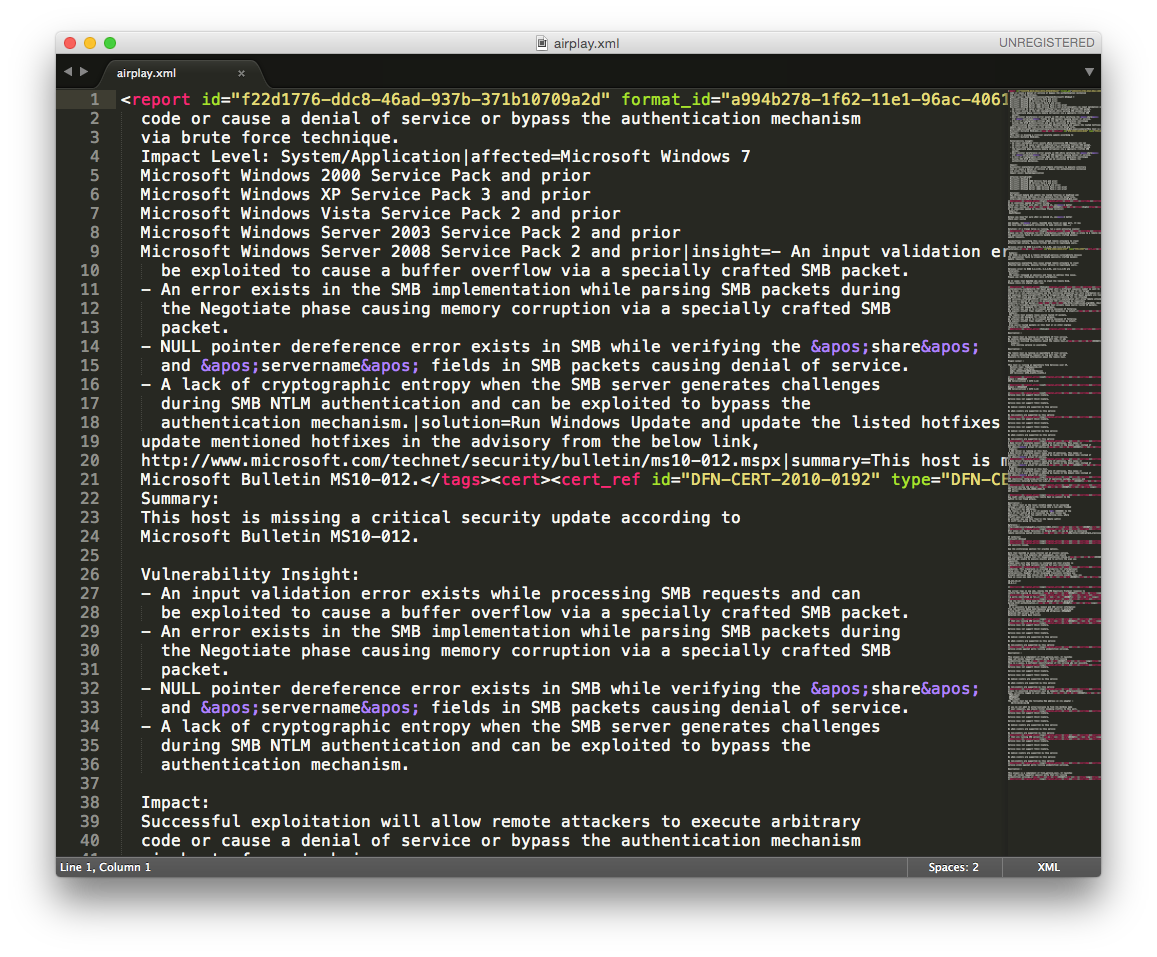 airplay.xml
UNREGISTERED
airplay.xml ×
1 <report id="f22d1776-ddc8-46ad-937b-371b10709a2d" format_id="a994b278-1f62-11e1-96ac-4061
2 code or cause a denial of service or bypass the authentication mechanism
3 via brute force technique.
4 Impact Level: System/Application|affected=Microsoft Windows 7
5 Microsoft Windows 2000 Service Pack and prior
6 Microsoft Windows XP Service Pack 3 and prior
7 Microsoft Windows Vista Service Pack 2 and prior
8 Microsoft Windows Server 2003 Service Pack 2 and prior
9 Microsoft Windows Server 2008 Service Pack 2 and prior|insight=- An input validation er
10 be exploited to cause a buffer overflow via a specially crafted SMB packet.
11 - An error exists in the SMB implementation while parsing SMB packets during
12 the Negotiate phase causing memory corruption via a specially crafted SMB
13 packet.
14 - NULL pointer dereference error exists in SMB while verifying the &apos;share&apos;
15 and &apos;servername&apos; fields in SMB packets causing denial of service.
16 - A lack of cryptographic entropy when the SMB server generates challenges
17 during SMB NTLM authentication and can be exploited to bypass the
18 authentication mechanism.|solution=Run Windows Update and update the listed hotfixes
19 update mentioned hotfixes in the advisory from the below link,
20 http://www.microsoft.com/technet/security/bulletin/ms10-012.mspx|summary=This host is m
21 Microsoft Bulletin MS10-012.</tags><cert><cert_ref id="DFN-CERT-2010-0192" type="DFN-CE
22 Summary:
23 This host is missing a critical security update according to
24 Microsoft Bulletin MS10-012.
25
26 Vulnerability Insight:
27 - An input validation error exists while processing SMB requests and can
28 be exploited to cause a buffer overflow via a specially crafted SMB packet.
29 - An error exists in the SMB implementation while parsing SMB packets during
30 the Negotiate phase causing memory corruption via a specially crafted SMB
31 packet.
32 - NULL pointer dereference error exists in SMB while verifying the &apos;share&apos;
33 and &apos;servername&apos; fields in SMB packets causing denial of service.
34 - A lack of cryptographic entropy when the SMB server generates challenges
35 during SMB NTLM authentication and can be exploited to bypass the
36 authentication mechanism.
37
38 Impact:
39 Successful exploitation will allow remote attackers to execute arbitrary
40 code or cause a denial of service or bypass the authentication mechanism
Line 1, Column 1
Spaces: 2
XML